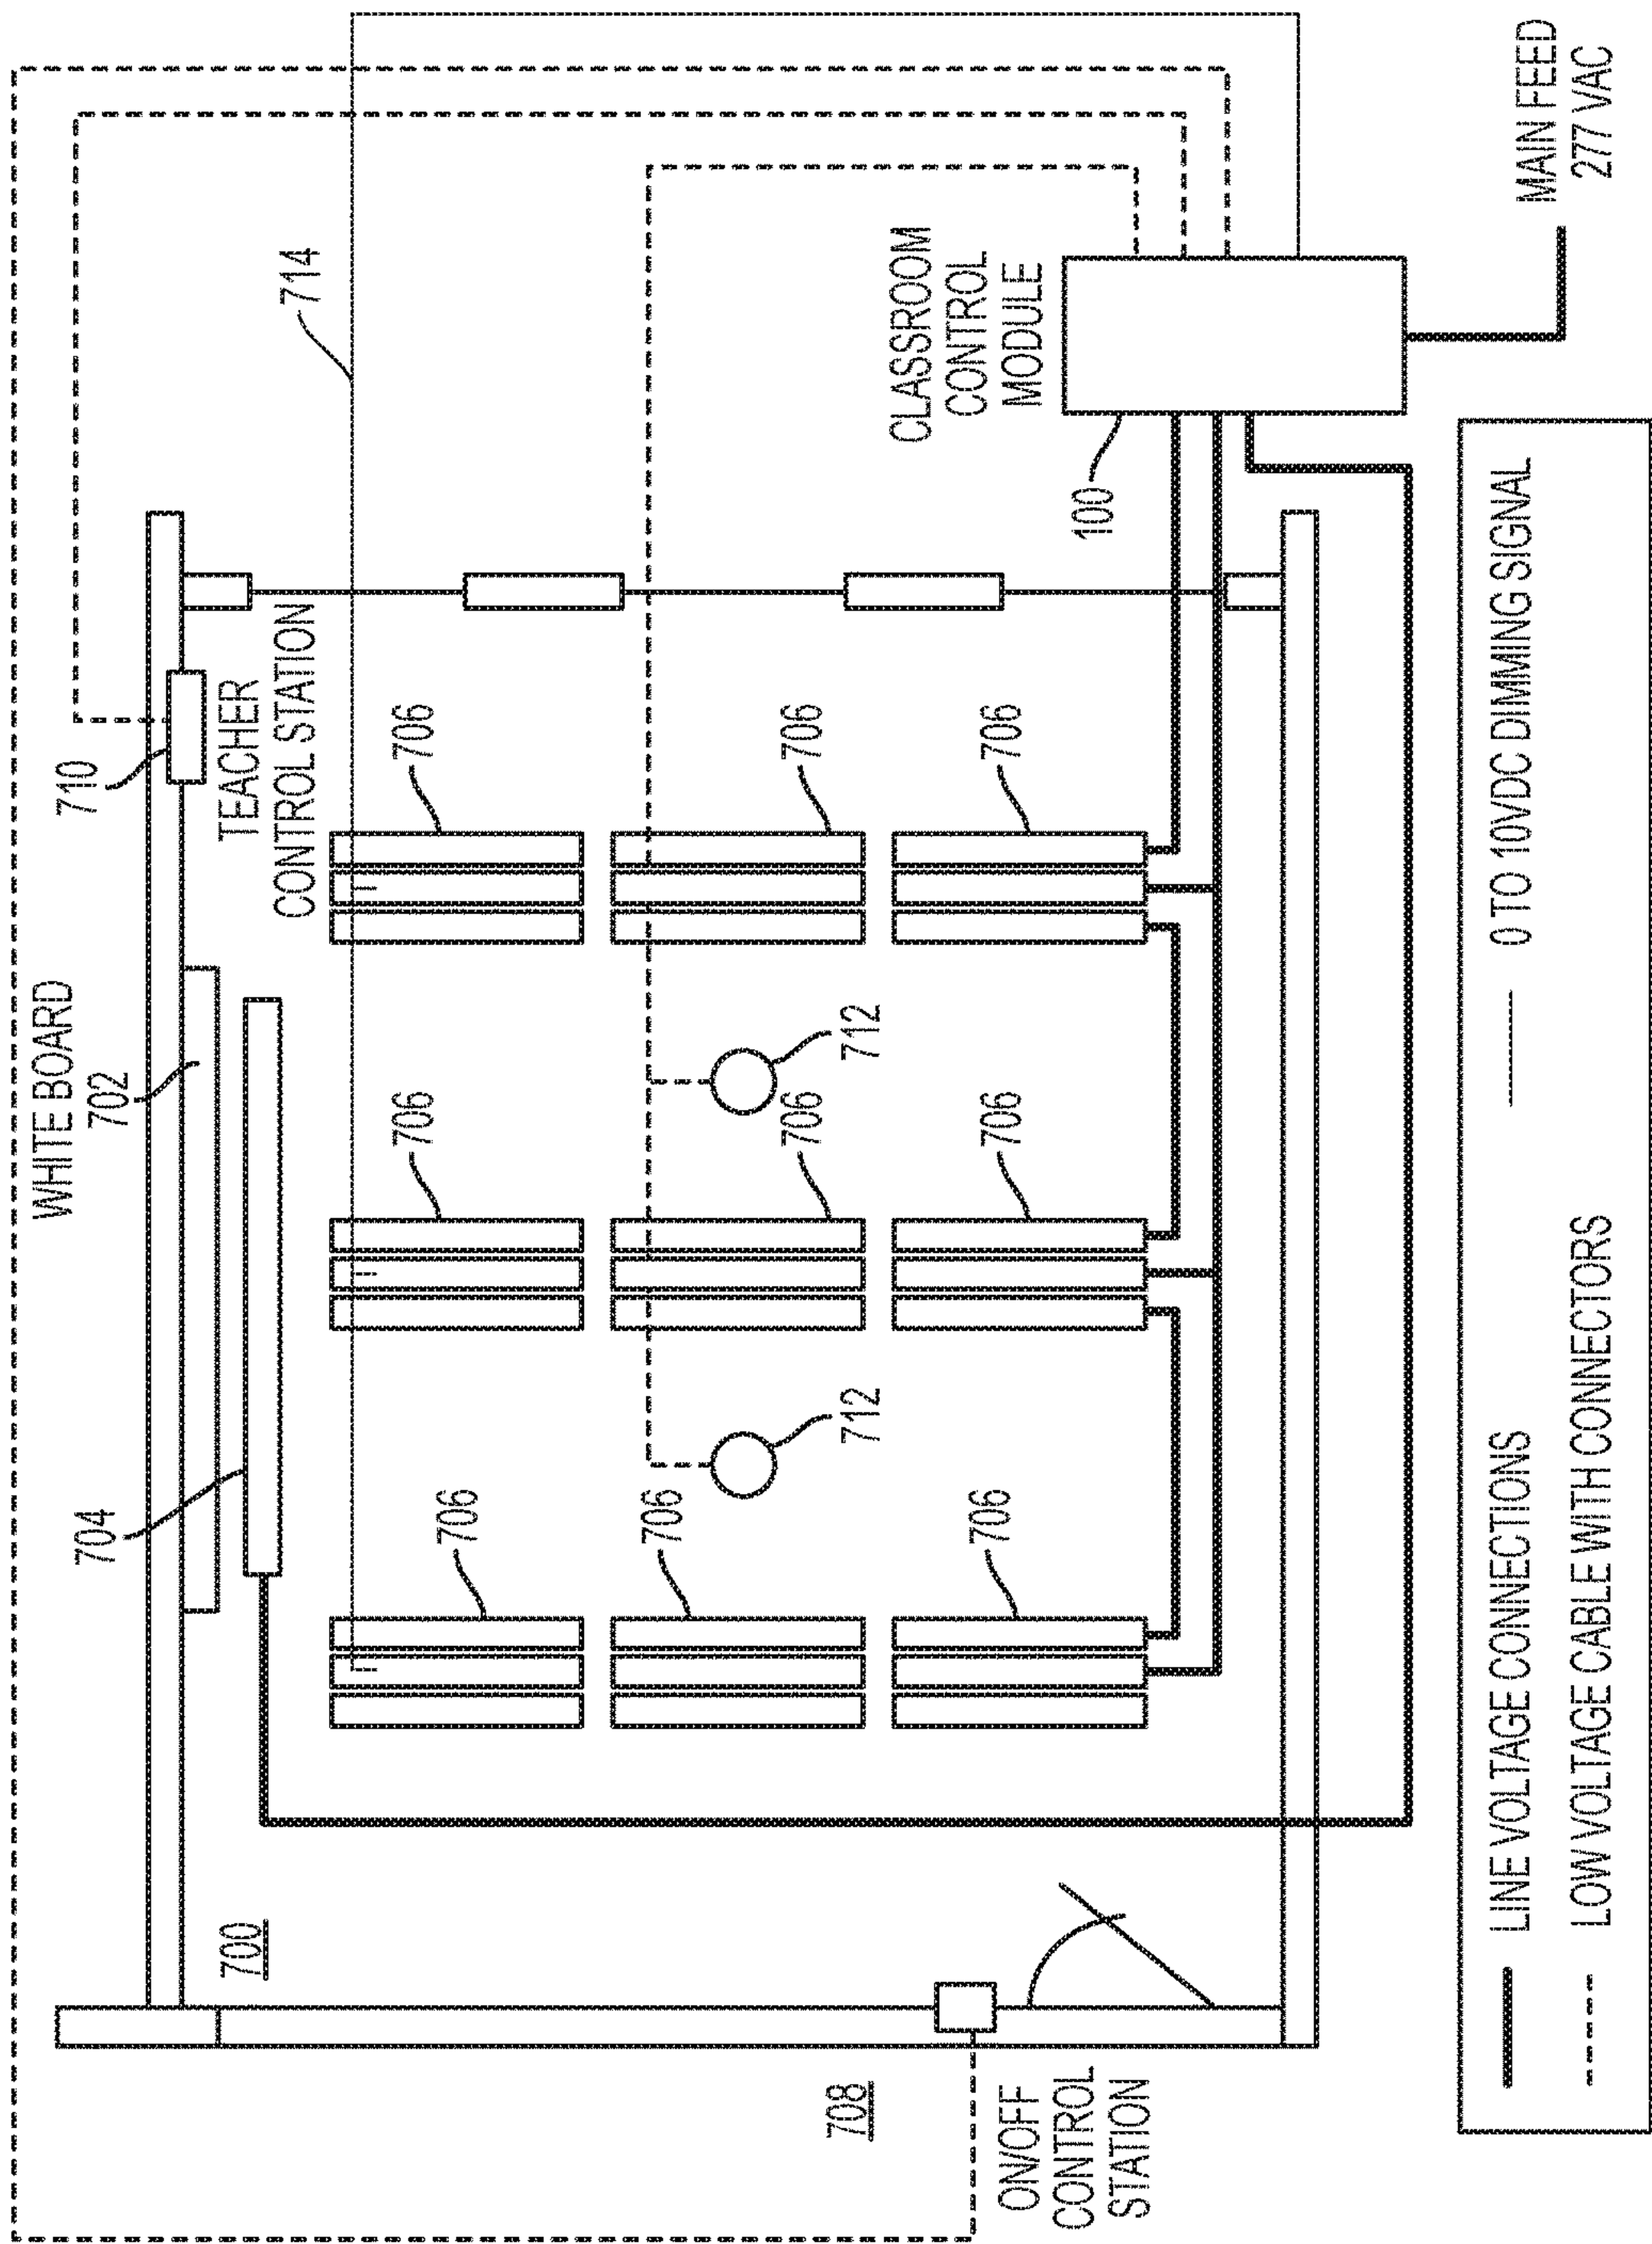 WHITE BOARD
702
704
710
TEACHER
CONTROL STATION
714
700
706
706
706
706
706
706
706
706
706
712
712
708
ON/OFF
CONTROL
STATION
CLASSROOM
CONTROL
MODULE
100
MAIN FEED
277 VAC
LINE VOLTAGE CONNECTIONS
0 TO 10VDC DIMMING SIGNAL
LOW VOLTAGE CABLE WITH CONNECTORS